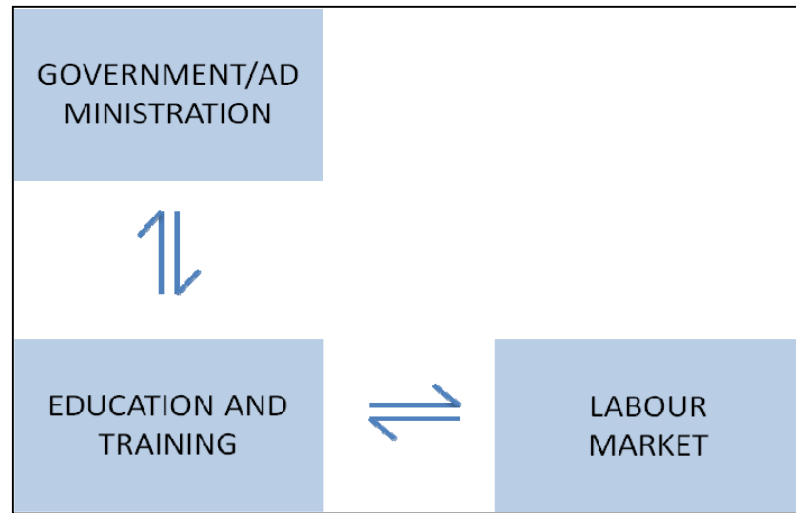 GOVERNMENT/AD
MINISTRATION
EDUCATION AND
TRAINING
LABOUR
MARKET